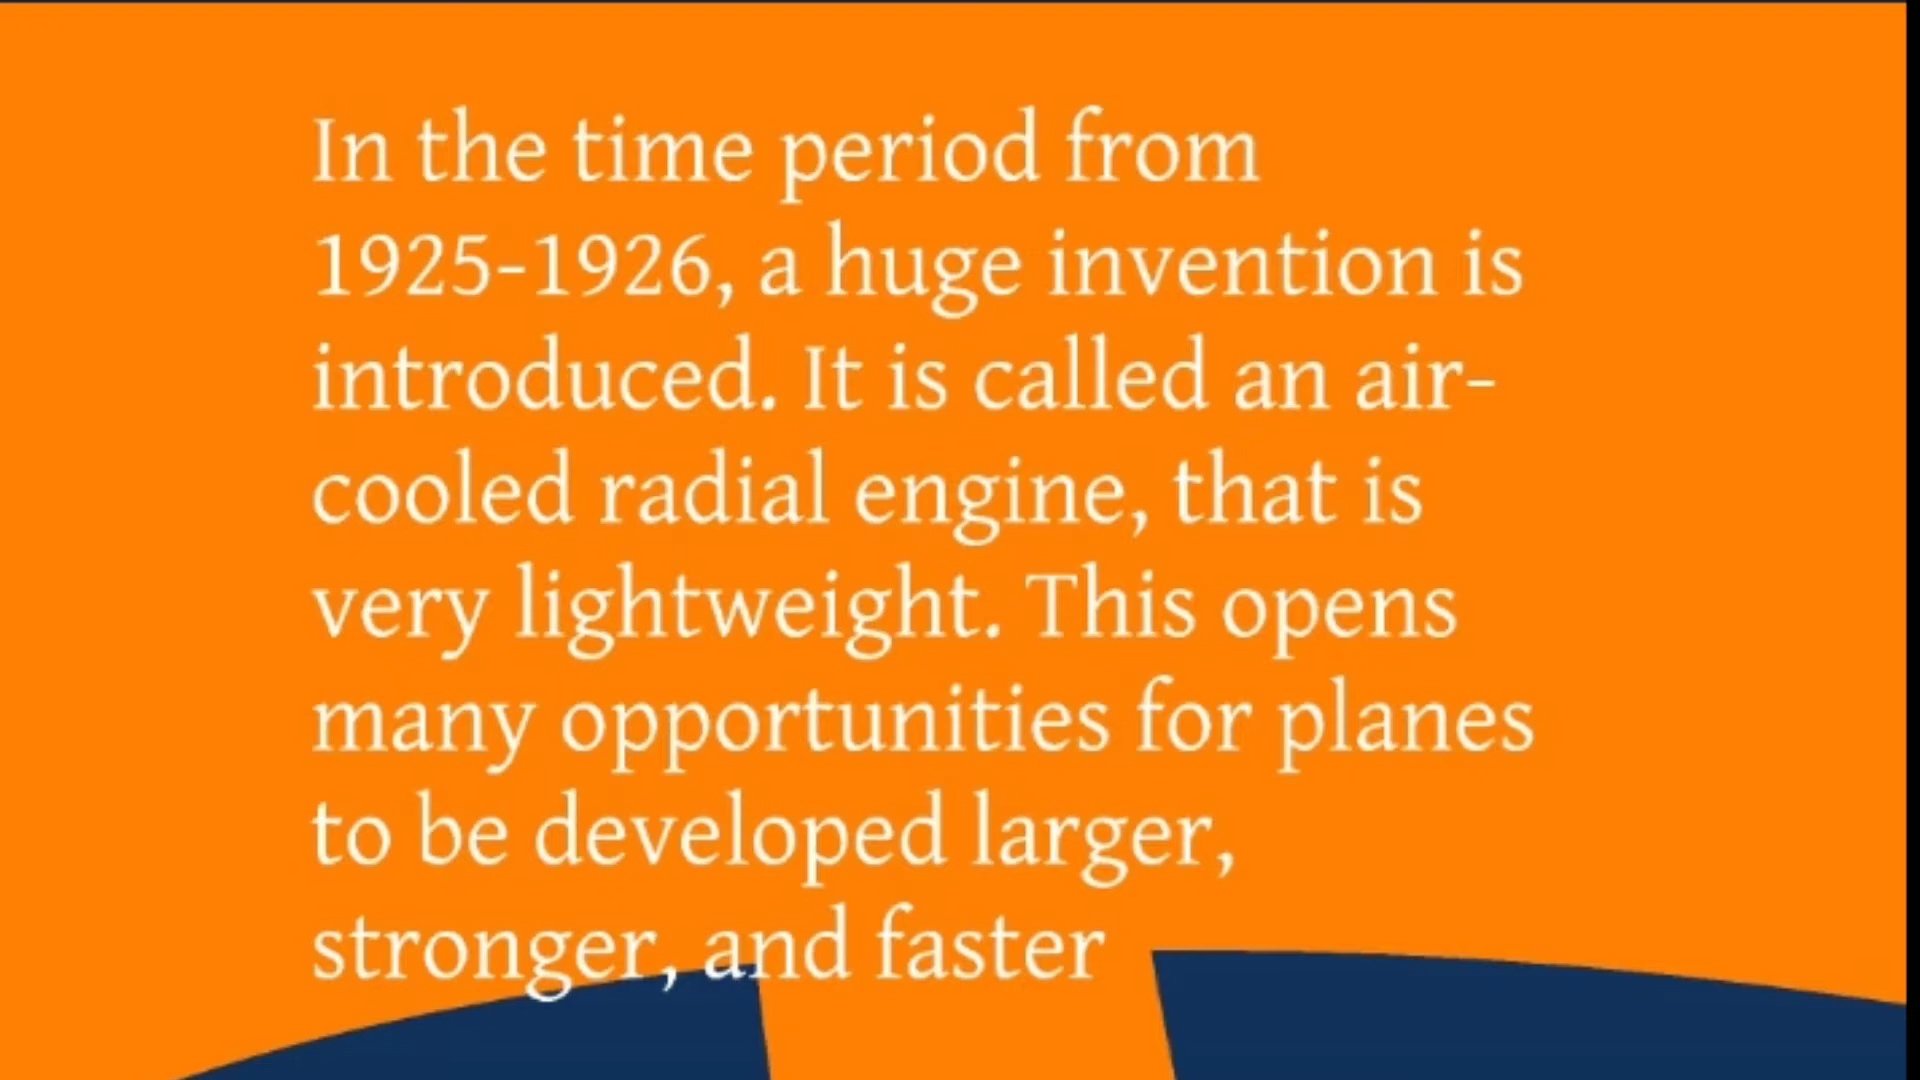 In the time period from
1925-1926, a huge invention is
introduced. It is called an air-
cooled radial engine, that is
very lightweight. This opens
many opportunities for planes
to be developed larger,
stronger, and faster